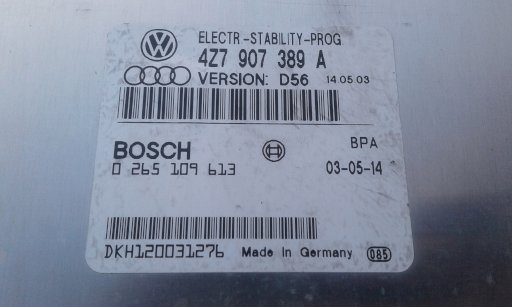 ELECTR-STABILITY-PROG
4Z7 907 389 A
VERSION: D56 14.05.03
BOSCH BPA
0 265 109 613 03-05-14
DKH120031276 Made in Germany 085